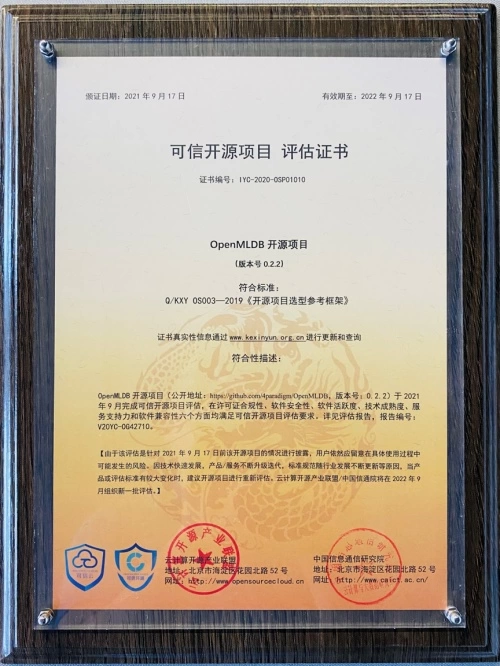 颁证日期：2021 年 9 月 17 日
有效期至：2022 年 9 月 17 日
可信开源项目 评估证书
证书编号：IYC-2020-OSP01010
OpenMLDB 开源项目
（版本号 0.2.2）
符合标准：
Q/KXY OS003—2019《开源项目选型参考框架》
证书真实性信息通过 www.kexinyun.org.cn 进行更新和查询
符合性描述：
OpenMLDB 开源项目（公开地址：https://github.com/4paradigm/OpenMLDB，版本号：0.2.2）于 2021
年 9 月完成可信开源项目评估，在许可证合规性、软件安全性、软件活跃度、技术成熟度、服
务支持力和软件兼容性六个方面均满足可信开源项目评估要求。详见评估报告，报告编号：
V20YC-OG42710。
【由于该评估是针对 2021 年 9 月 17 日前该开源项目的情况进行披露，用户依然应留意在具体使用过程中
可能发生的风险。因技术快速发展，产品/服务不断升级迭代，标准规范随行业发展不断更新等原因，当产
品或评估标准有较大变化时，建议开源项目进行重新评估。云计算开源产业联盟/中国信通院将在 2022 年 9
月组织新一批评估。】
云计算开源产业联盟
地址：北京市海淀区花园北路 52 号
网址：http://www.opensourcecloud.cn
中国信息通信研究院
地址：北京市海淀区花园北路 52 号
网址：http://www.caict.ac.cn/